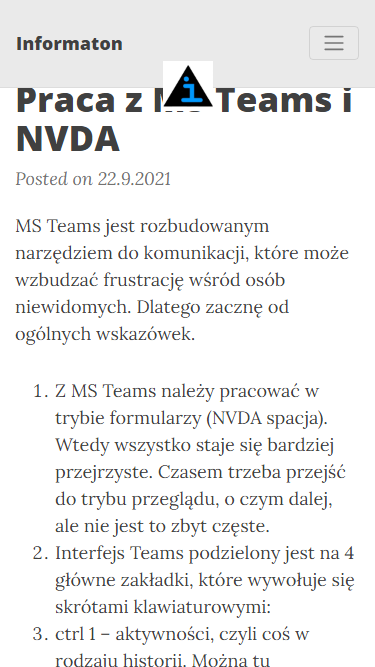 Informaton
Praca z MS Teams i
NVDA
Posted on 22.9.2021
MS Teams jest rozbudowanym
narzędziem do komunikacji, które może
wzbudzać frustrację wśród osób
niewidomych. Dlatego zacznę od
ogólnych wskazówek.
1. Z MS Teams należy pracować w
trybie formularzy (NVDA spacja).
Wtedy wszystko staje się bardziej
przejrzyste. Czasem trzeba przejść
do trybu przeglądu, o czym dalej,
ale nie jest to zbyt częste.
2. Interfejs Teams podzielony jest na 4
główne zakładki, które wywołuje się
skrótami klawiaturowymi:
3. ctrl 1 – aktywności, czyli coś w
rodzaju historii. Można tu